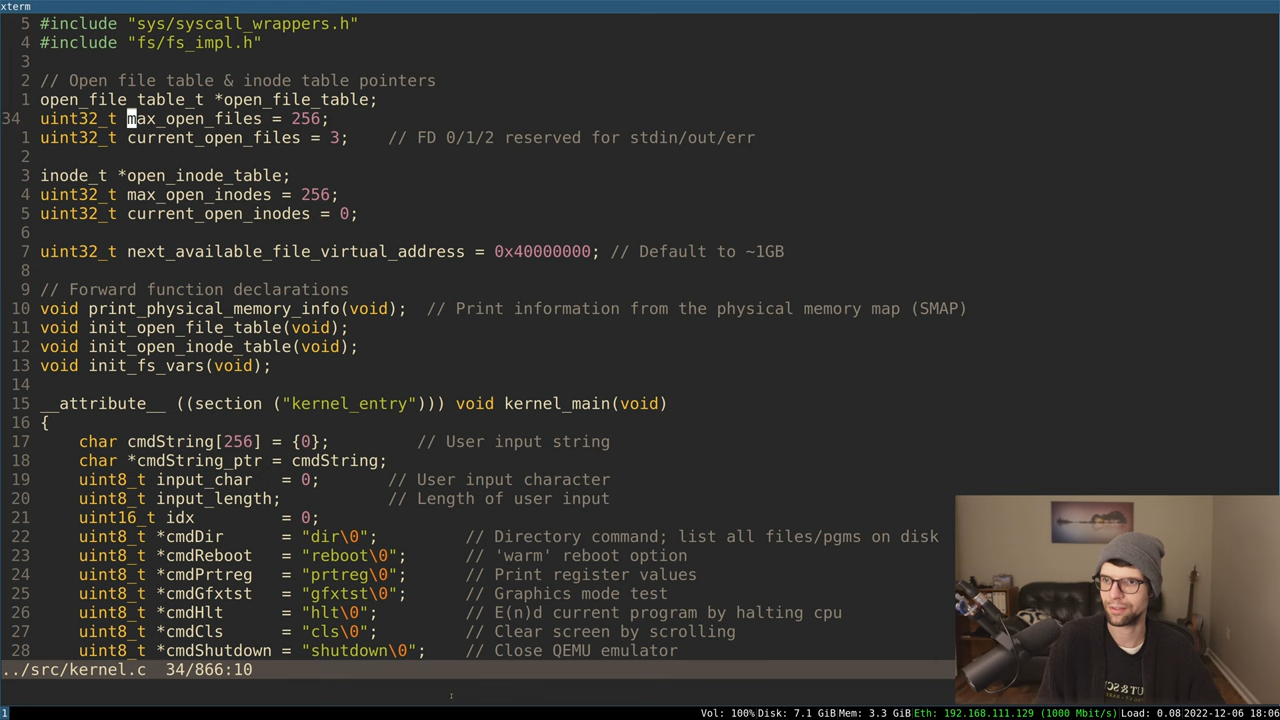 xterm
5 #include "sys/syscall_wrappers.h"
4 #include "fs/fs_impl.h"
3
2 // Open file table & inode table pointers
1 open_file_table_t *open_file_table;
34 uint32_t max_open_files = 256;
1 uint32_t current_open_files = 3;    // FD 0/1/2 reserved for stdin/out/err
2
3 inode_t *open_inode_table;
4 uint32_t max_open_inodes = 256;
5 uint32_t current_open_inodes = 0;
6
7 uint32_t next_available_file_virtual_address = 0x40000000; // Default to ~1GB
8
9 // Forward function declarations
10 void print_physical_memory_info(void);  // Print information from the physical memory map (SMAP)
11 void init_open_file_table(void);
12 void init_open_inode_table(void);
13 void init_fs_vars(void);
14
15 __attribute__ ((section ("kernel_entry"))) void kernel_main(void)
16 {
17     char cmdString[256] = {0};         // User input string
18     char *cmdString_ptr = cmdString;
19     uint8_t input_char   = 0;       // User input character
20     uint8_t input_length;           // Length of user input
21     uint16_t idx         = 0;
22     uint8_t *cmdDir      = "dir\0";         // Directory command; list all files/pgms on disk
23     uint8_t *cmdReboot   = "reboot\0";      // 'warm' reboot option
24     uint8_t *cmdPrtreg   = "prtreg\0";      // Print register values
25     uint8_t *cmdGfxtst   = "gfxtst\0";      // Graphics mode test
26     uint8_t *cmdHlt      = "hlt\0";         // E(n)d current program by halting cpu
27     uint8_t *cmdCls      = "cls\0";         // Clear screen by scrolling
28     uint8_t *cmdShutdown = "shutdown\0";    // Close QEMU emulator
../src/kernel.c  34/866:10
1 Vol: 100% Disk: 7.1 GiB Mem: 3.3 GiB Eth: 192.168.111.129 (1000 Mbit/s) Load: 0.08 2022-12-06 18:06